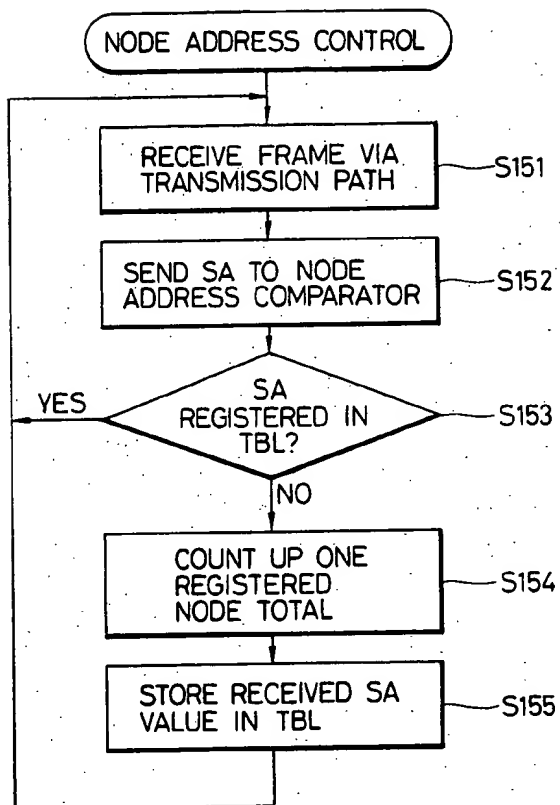 NODE ADDRESS CONTROL
RECEIVE FRAME VIA
TRANSMISSION PATH
S151
SEND SA TO NODE
ADDRESS COMPARATOR
S152
SA
REGISTERED IN
TBL?
S153
YES
NO
COUNT UP ONE
REGISTERED
NODE TOTAL
S154
STORE RECEIVED SA
VALUE IN TBL
S155